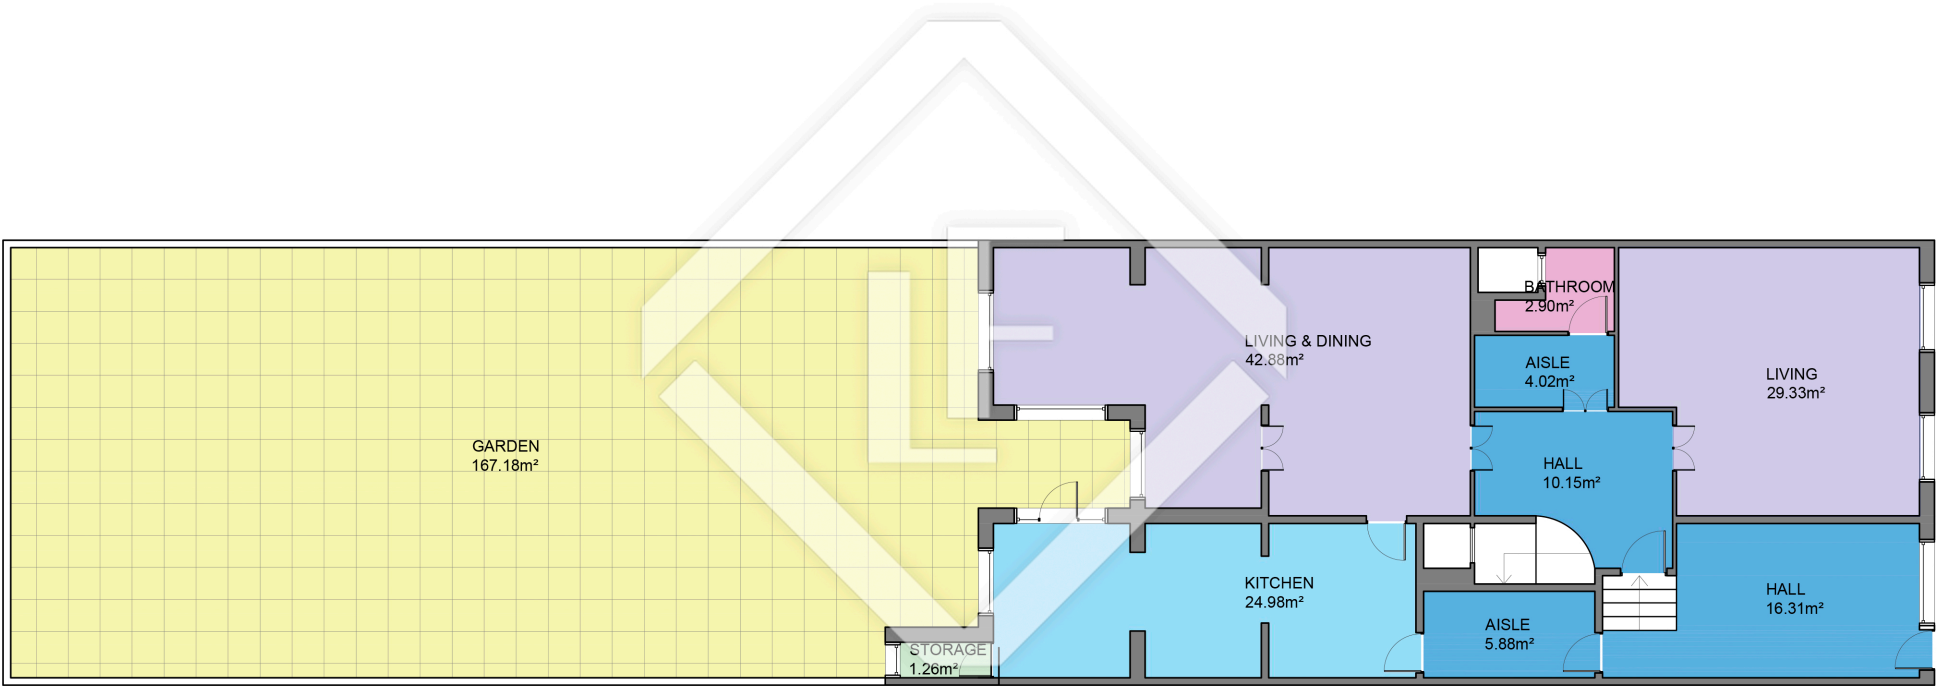 GARDEN
167.18m²
STORAGE
1.26m²
LIVING & DINING
42.88m²
KITCHEN
24.98m²
BATHROOM
2.90m²
AISLE
4.02m²
HALL
10.15m²
AISLE
5.88m²
LIVING
29.33m²
HALL
16.31m²
LE